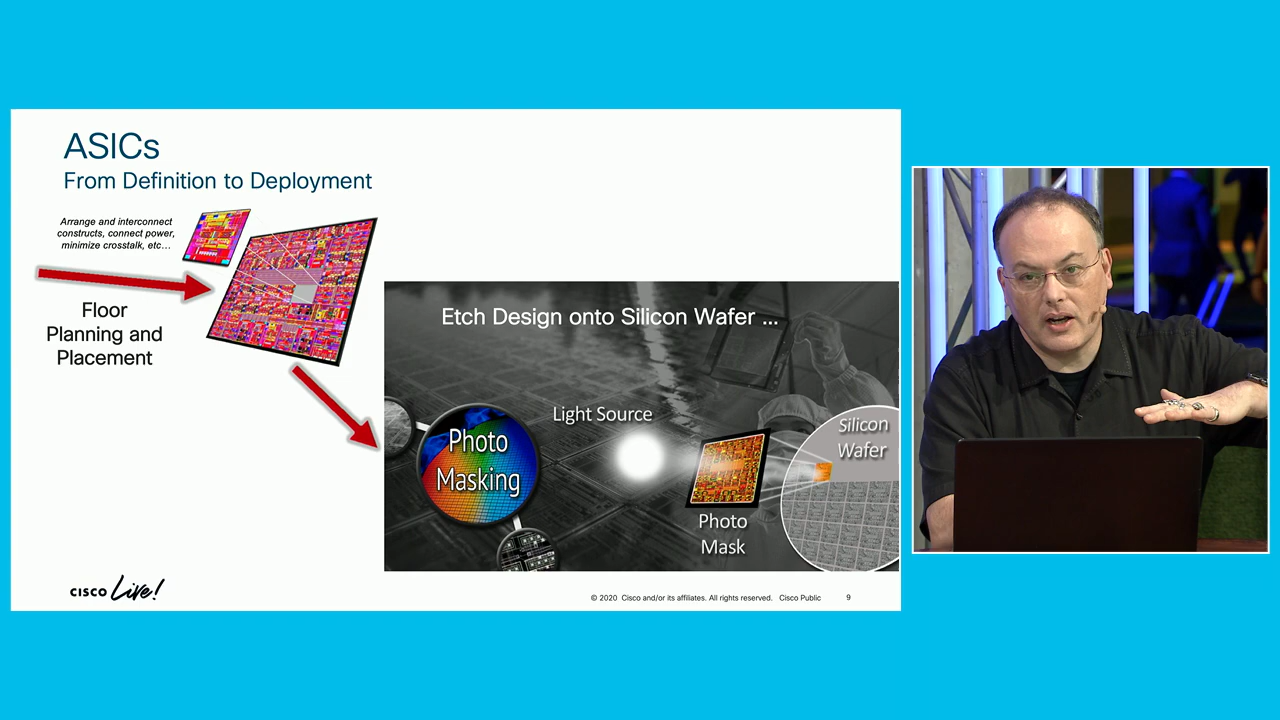 ASICs
From Definition to Deployment
Arrange and interconnect
constructs, connect power,
minimize crosstalk, etc...
Floor
Planning and
Placement
Etch Design onto Silicon Wafer ...
Light Source
Photo
Masking
Photo
Mask
Silicon
Wafer
CISCO Live!
© 2020 Cisco and/or its affiliates. All rights reserved. Cisco Public 9